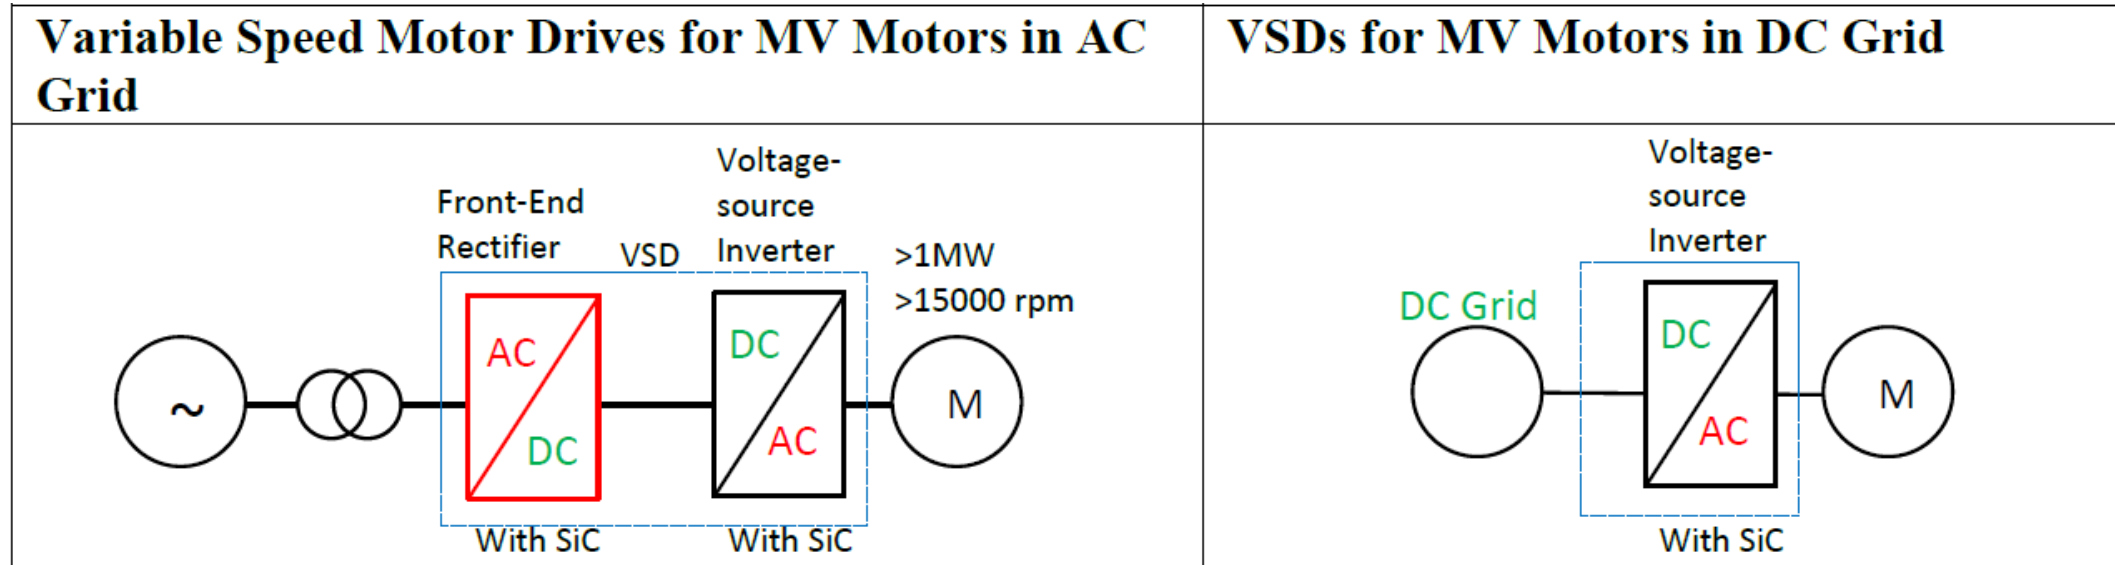 Variable Speed Motor Drives for MV Motors in AC
Grid
VSDs for MV Motors in DC Grid
Front-End
Rectifier
VSD
Voltage-
source
Inverter
>1MW
>15000 rpm
~
AC
DC
DC
AC
M
With SiC
With SiC
Voltage-
source
Inverter
DC Grid
DC
AC
M
With SiC